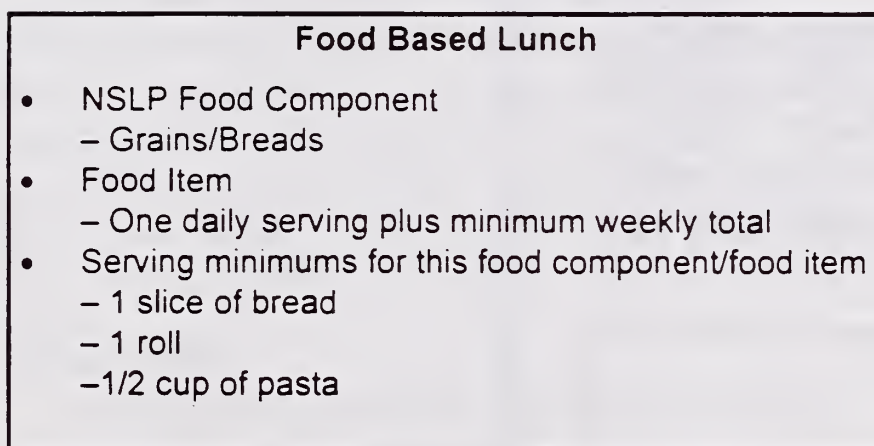 Food Based Lunch
• NSLP Food Component
– Grains/Breads
• Food Item
– One daily serving plus minimum weekly total
• Serving minimums for this food component/food item
– 1 slice of bread
– 1 roll
–1/2 cup of pasta